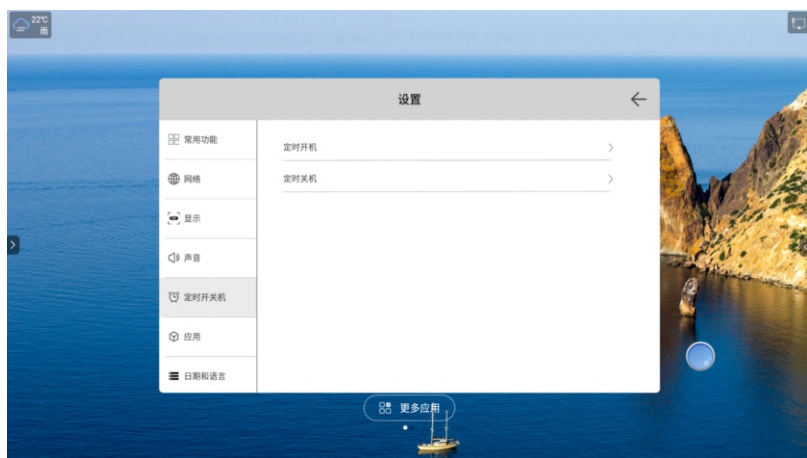 22℃
雨
设置
常用功能
网络
显示
声音
定时开关机
应用
日期和语言
定时开机
定时关机
更多应用